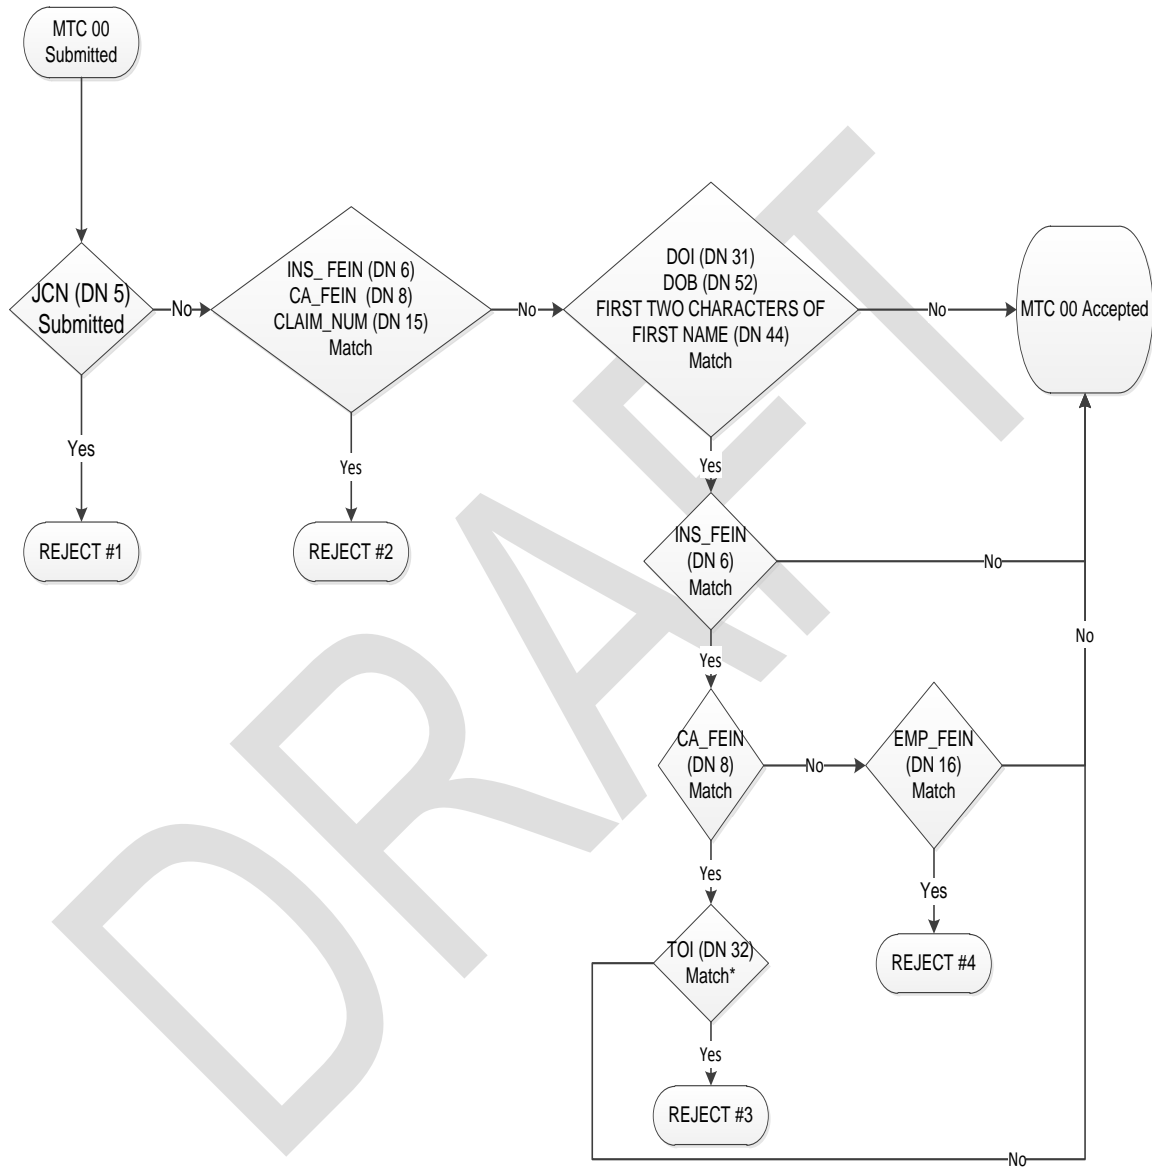 MTC 00
Submitted
JCN (DN 5)
Submitted
No
INS_ FEIN (DN 6)
CA_FEIN (DN 8)
CLAIM_NUM (DN 15)
Match
No
DOI (DN 31)
DOB (DN 52)
FIRST TWO CHARACTERS OF
FIRST NAME (DN 44)
Match
No
MTC 00 Accepted
Yes
REJECT #1
Yes
REJECT #2
Yes
INS_FEIN
(DN 6)
Match
No
Yes
No
CA_FEIN
(DN 8)
Match
No
EMP_FEIN
(DN 16)
Match
Yes
Yes
TOI (DN 32)
Match*
REJECT #4
Yes
REJECT #3
No
DRAFT